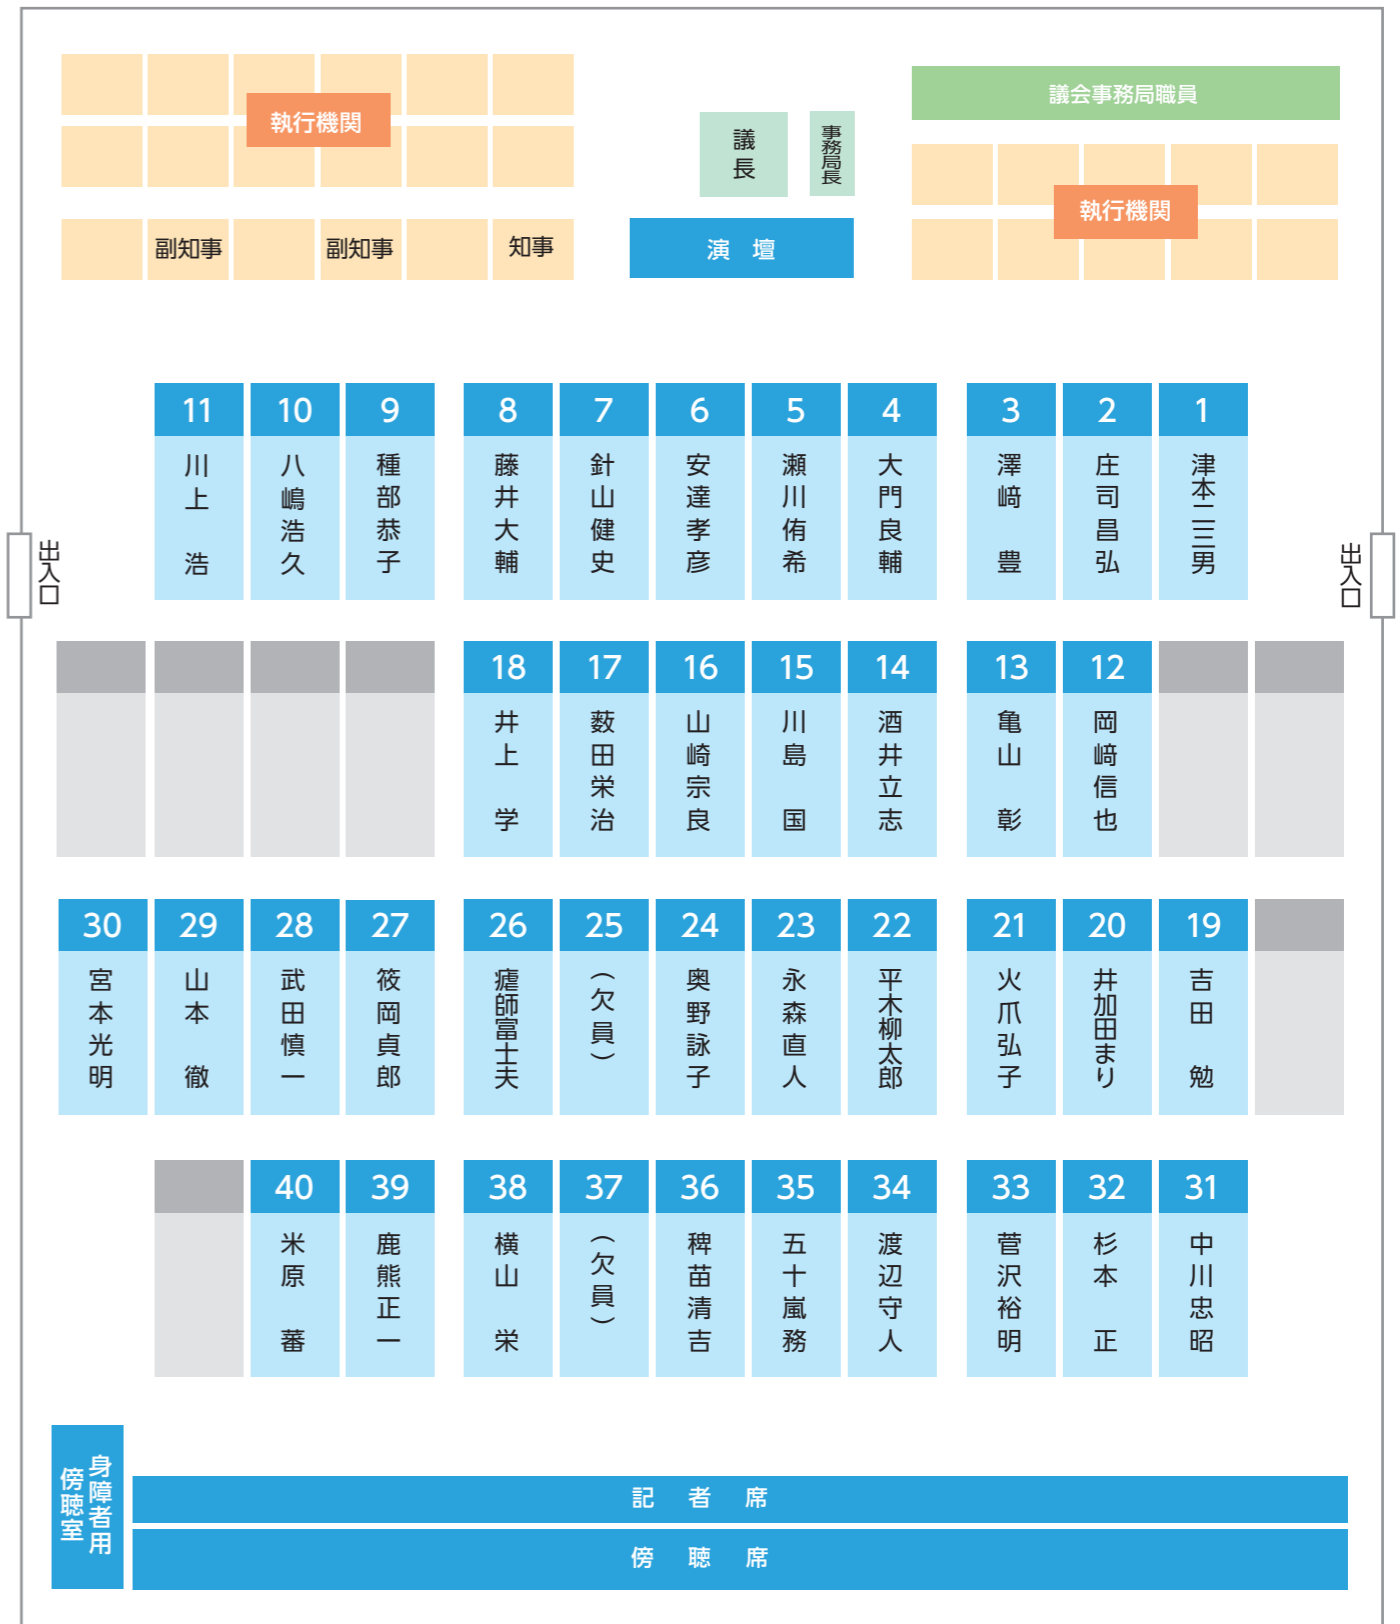 執行機関
議会事務局職員
議長
事務局長
執行機関
副知事
副知事
知事
演壇
出入口
出入口
11
川上 浩
10
八嶋浩久
9
種部恭子
8
藤井大輔
7
針山健史
6
安達孝彦
5
瀬川侑希
4
大門良輔
3
澤﨑 豊
2
庄司昌弘
1
津本二三男
18
井上 学
17
薮田栄治
16
山崎宗良
15
川島 国
14
酒井立志
13
亀山 彰
12
岡﨑信也
30
宮本光明
29
山本 徹
28
武田慎一
27
筱岡貞郎
26
瘧師富士夫
25
（欠員）
24
奥野詠子
23
永森直人
22
平木柳太郎
21
火爪弘子
20
井加田まり
19
吉田 勉
40
米原 蕃
39
鹿熊正一
38
横山 栄
37
（欠員）
36
稗苗清吉
35
五十嵐務
34
渡辺守人
33
菅沢裕明
32
杉本 正
31
中川忠昭
身障者用
傍聴室
記者席
傍聴席